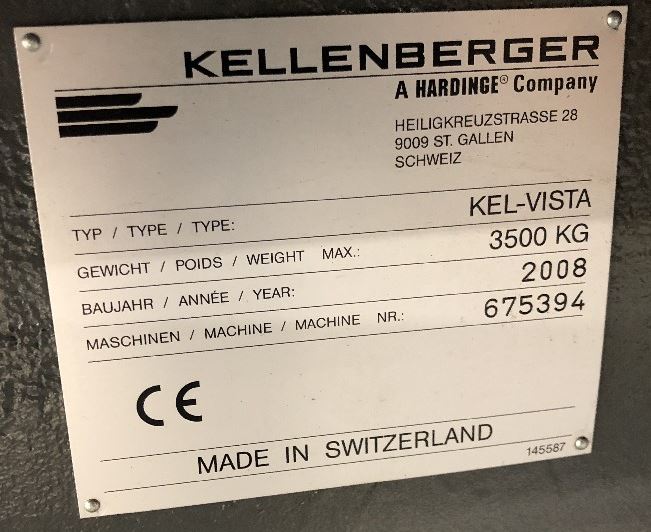 KELLENBERGER
A HARDINGE® Company
HEILIGKREUZSTRASSE 28
9009 ST. GALLEN
SCHWEIZ
TYP / TYPE / TYPE: KEL-VISTA
GEWICHT / POIDS / WEIGHT MAX.: 3500 KG
BAUJAHR / ANNÉE / YEAR: 2008
MASCHINEN / MACHINE / MACHINE NR.: 675394
CE
MADE IN SWITZERLAND
145587